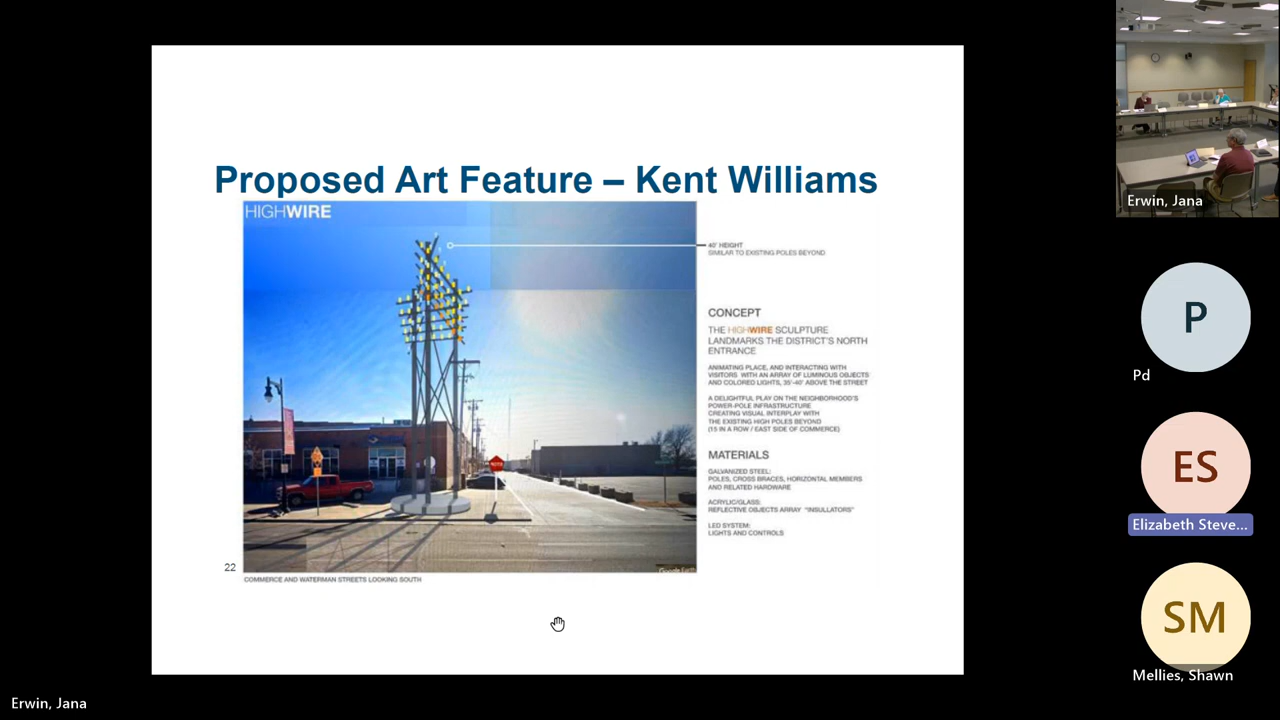 Proposed Art Feature – Kent Williams
HIGHWIRE
40' HEIGHT
SIMILAR TO EXISTING POLES BEYOND
CONCEPT
THE HIGHWIRE SCULPTURE
LANDMARKS THE DISTRICT'S NORTH
ENTRANCE
ANIMATING PLACE, AND INTERACTING WITH
VISITORS WITH AN ARRAY OF LUMINOUS OBJECTS
AND COLORED LIGHTS, 35'-40' ABOVE THE STREET
A DELIGHTFUL PLAY ON THE NEIGHBORHOOD'S
POWER-POLE INFRASTRUCTURE
CREATING VISUAL INTERPLAY WITH
THE EXISTING HIGH POLES BEYOND
(15 IN A ROW / EAST SIDE OF COMMERCE)
MATERIALS
GALVANIZED STEEL:
POLES, CROSS BRACES, HORIZONTAL MEMBERS
AND RELATED HARDWARE
ACRYLIC/GLASS:
REFLECTIVE OBJECTS ARRAY "INSULLATORS"
LED SYSTEM:
LIGHTS AND CONTROLS
Google Earth
22
COMMERCE AND WATERMAN STREETS LOOKING SOUTH
Erwin, Jana
P
Pd
ES
Elizabeth Steve...
SM
Mellies, Shawn
Erwin, Jana